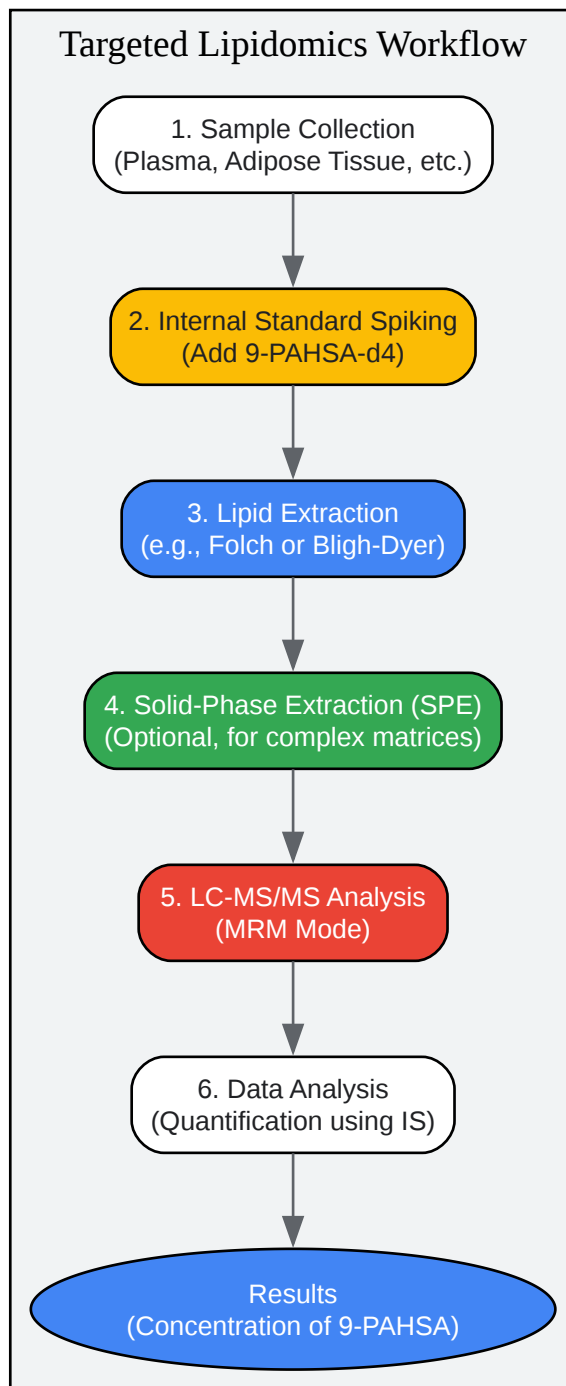 Targeted Lipidomics Workflow
1. Sample Collection
(Plasma, Adipose Tissue, etc.)
2. Internal Standard Spiking
(Add 9-PAHSA-d4)
3. Lipid Extraction
(e.g., Folch or Bligh-Dyer)
4. Solid-Phase Extraction (SPE)
(Optional, for complex matrices)
5. LC-MS/MS Analysis
(MRM Mode)
6. Data Analysis
(Quantification using IS)
Results
(Concentration of 9-PAHSA)